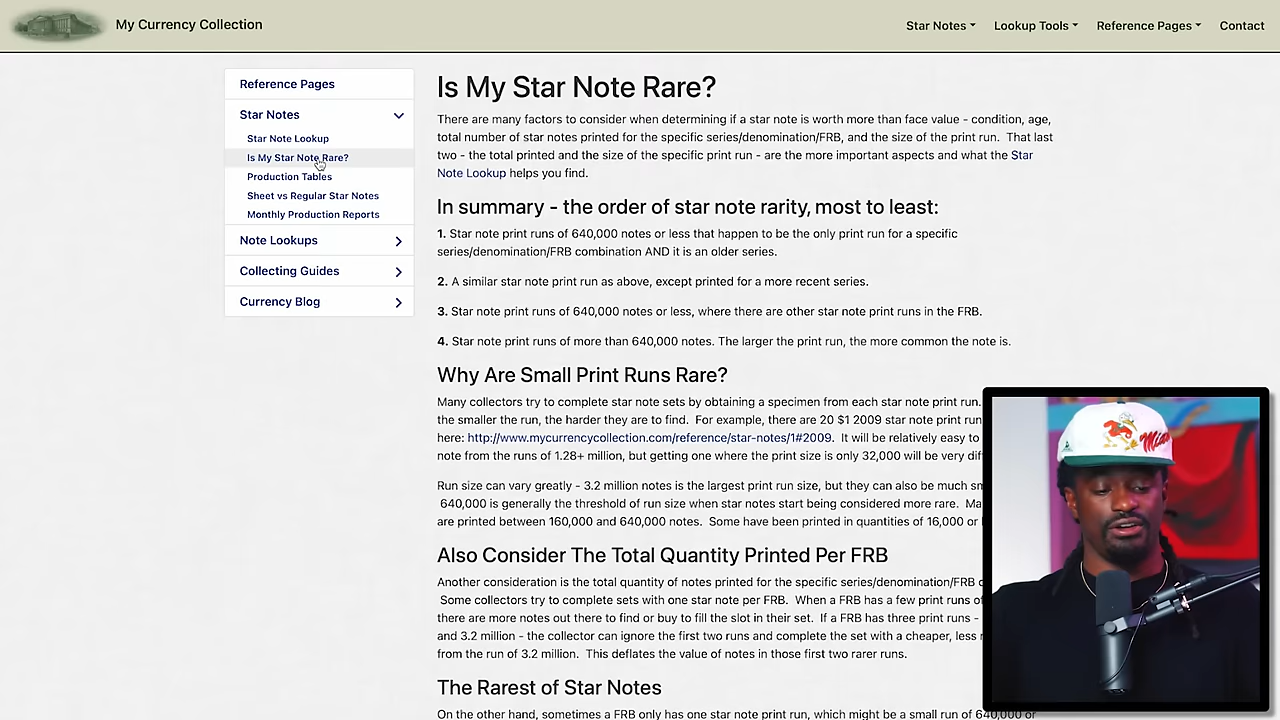 My Currency Collection
Star Notes
Lookup Tools
Reference Pages
Contact
Reference Pages
Star Notes
Star Note Lookup
Is My Star Note Rare?
Production Tables
Sheet vs Regular Star Notes
Monthly Production Reports
Note Lookups
Collecting Guides
Currency Blog
Is My Star Note Rare?
There are many factors to consider when determining if a star note is worth more than face value - condition, age,
total number of star notes printed for the specific series/denomination/FRB, and the size of the print run. That last
two - the total printed and the size of the specific print run - are the more important aspects and what the Star
Note Lookup helps you find.
In summary - the order of star note rarity, most to least:
1. Star note print runs of 640,000 notes or less that happen to be the only print run for a specific
series/denomination/FRB combination AND it is an older series.
2. A similar star note print run as above, except printed for a more recent series.
3. Star note print runs of 640,000 notes or less, where there are other star note print runs in the FRB.
4. Star note print runs of more than 640,000 notes. The larger the print run, the more common the note is.
Why Are Small Print Runs Rare?
Many collectors try to complete star note sets by obtaining a specimen from each star note print run.
the smaller the run, the harder they are to find. For example, there are 20 $1 2009 star note print run
here: http://www.mycurrencycollection.com/reference/star-notes/1#2009. It will be relatively easy to
note from the runs of 1.28+ million, but getting one where the print size is only 32,000 will be very
Run size can vary greatly - 3.2 million notes is the largest print run size, but they can also be much
640,000 is generally the threshold of run size when star notes start being considered more rare.
are printed between 160,000 and 640,000 notes. Some have been printed in quantities of 16,000 or
Also Consider The Total Quantity Printed Per FRB
Another consideration is the total quantity of notes printed for the specific series/denomination/FRB
Some collectors try to complete sets with one star note per FRB. When a FRB has a few print runs of
there are more notes out there to find or buy to fill the slot in their set. If a FRB has three print runs -
and 3.2 million - the collector can ignore the first two runs and complete the set with a cheaper, less
from the run of 3.2 million. This deflates the value of notes in those first two rarer runs.
The Rarest of Star Notes
On the other hand, sometimes a FRB only has one star note print run, which might be a small run of 640,000 or
Miami